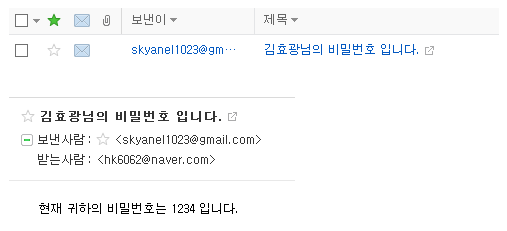 보낸이 제목
skyanel1023@gm… 김효광님의 비밀번호 입니다.
김효광님의 비밀번호 입니다.
보낸사람 : <skyanel1023@gmail.com>
받는사람 : <hk6062@naver.com>
현재 귀하의 비밀번호는 1234 입니다.